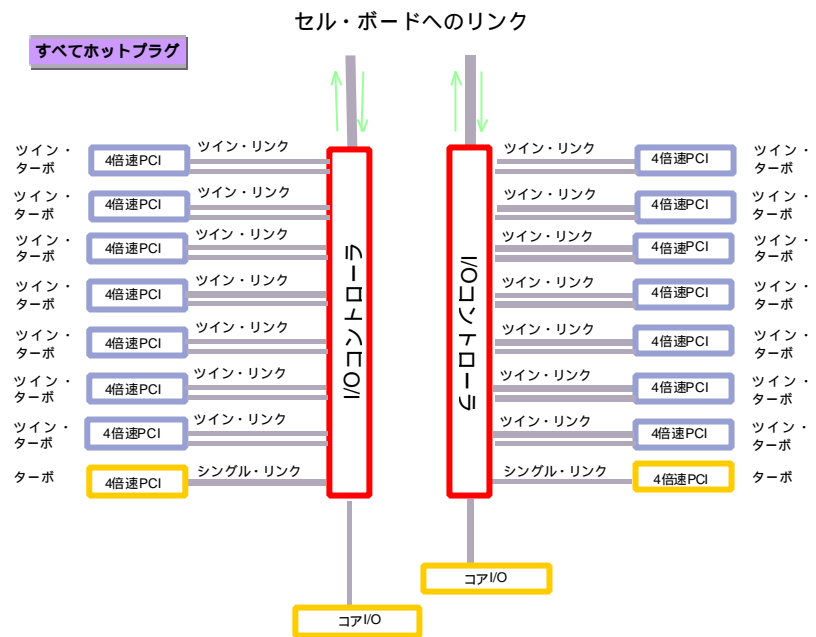 セル・ボードへのリンク
すべてホットプラグ
ツイン・
ターボ
4倍速PCI
ツイン・リンク
ツイン・
ターボ
4倍速PCI
ツイン・リンク
ツイン・
ターボ
4倍速PCI
ツイン・リンク
ツイン・
ターボ
4倍速PCI
ツイン・リンク
ツイン・
ターボ
4倍速PCI
ツイン・リンク
ツイン・
ターボ
4倍速PCI
ツイン・リンク
ツイン・
ターボ
4倍速PCI
ツイン・リンク
ターボ
4倍速PCI
シングル・リンク
I/Oコントローラ
I/Oコントローラ
ツイン・リンク
4倍速PCI
ツイン・
ターボ
ツイン・リンク
4倍速PCI
ツイン・
ターボ
ツイン・リンク
4倍速PCI
ツイン・
ターボ
ツイン・リンク
4倍速PCI
ツイン・
ターボ
ツイン・リンク
4倍速PCI
ツイン・
ターボ
ツイン・リンク
4倍速PCI
ツイン・
ターボ
ツイン・リンク
4倍速PCI
ツイン・
ターボ
シングル・リンク
4倍速PCI
ターボ
コアI/O
コアI/O